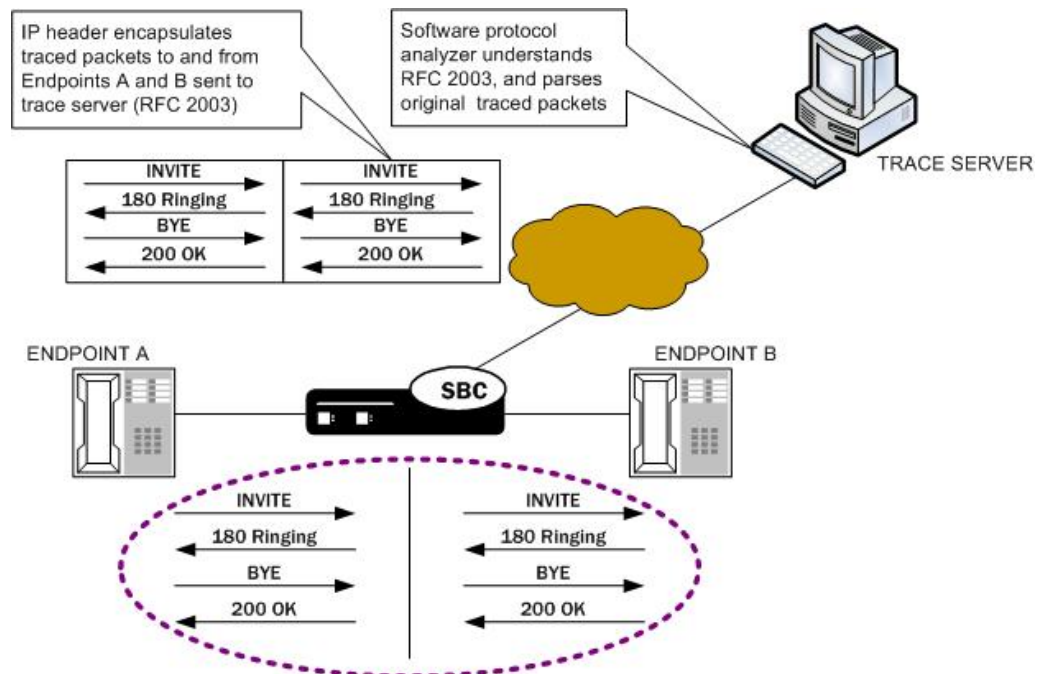 IP header encapsulates
traced packets to and from
Endpoints A and B sent to
trace server (RFC 2003)
Software protocol
analyzer understands
RFC 2003, and parses
original traced packets
TRACE SERVER
INVITE
180 Ringing
BYE
200 OK
INVITE
180 Ringing
BYE
200 OK
ENDPOINT A
SBC
ENDPOINT B
INVITE
180 Ringing
BYE
200 OK
INVITE
180 Ringing
BYE
200 OK